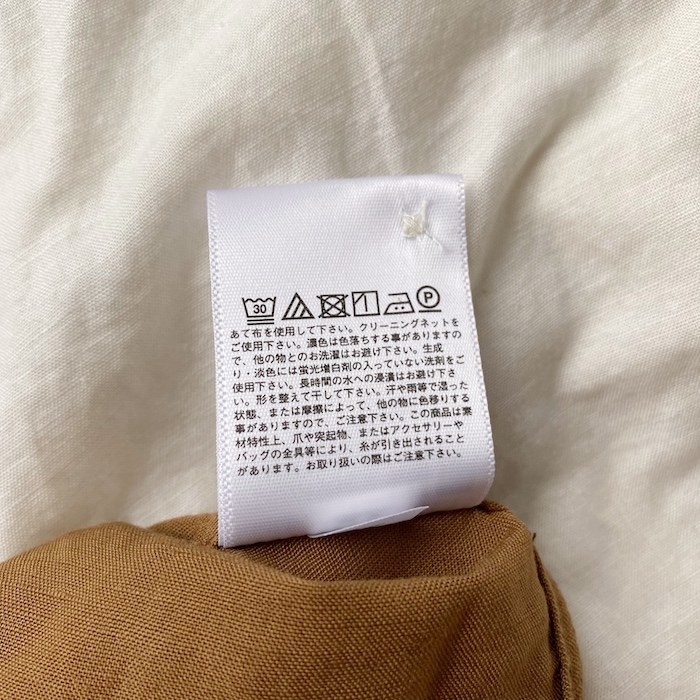 30 P
あて布を使用して下さい。クリーニングネットを
ご使用下さい。濃色は色落ちする事があります
で、他の物とのお洗濯はお避け下さい。生成
り・淡色には蛍光増白剤の入っていない洗剤をご
使用下さい。長時間の水への浸漬はお避け下さ
い。形を整えて干して下さい。汗や雨等で湿った
状態、または摩擦によって、他の物に色移りする
事がありますので、ご注意下さい。この商品は素
材特性上、爪や突起物、またはアクセサリーや
バッグの金具等により、糸が引き出されること
があります。お取り扱いの際はご注意下さい。